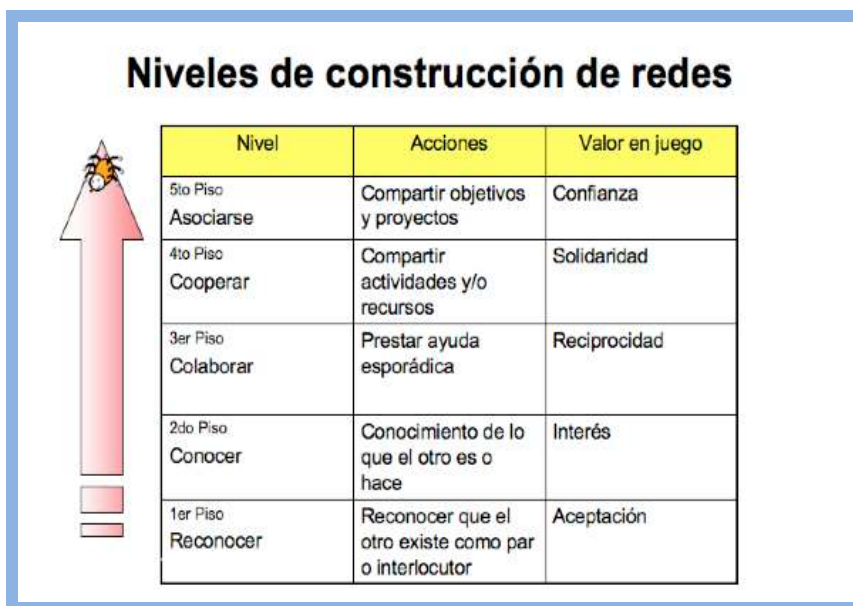 Niveles de construcción de redes
Nivel
Acciones
Valor en juego
5to Piso
Asociarse
Compartir objetivos
y proyectos
Confianza
4to Piso
Cooperar
Compartir
actividades y/o
recursos
Solidaridad
3er Piso
Colaborar
Prestar ayuda
esporádica
Reciprocidad
2do Piso
Conocer
Conocimiento de lo
que el otro es o
hace
Interés
1er Piso
Reconocer
Reconocer que el
otro existe como par
o interlocutor
Aceptación